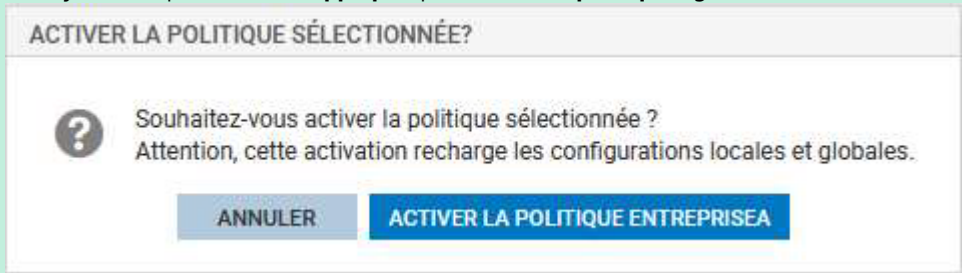 ACTIVER LA POLITIQUE SÉLECTIONNÉE?
Souhaitez-vous activer la politique sélectionnée ?
Attention, cette activation recharge les configurations locales et globales.
ANNULER ACTIVER LA POLITIQUE ENTREPRISEA